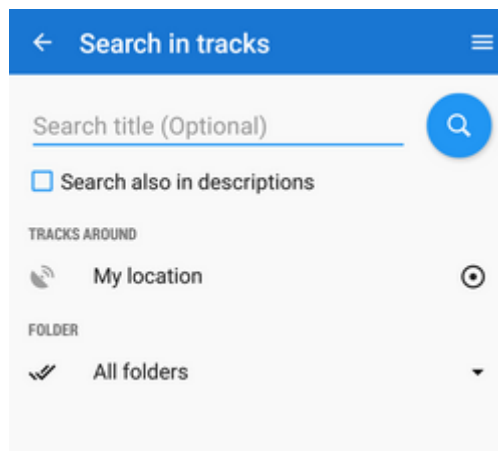 Search in tracks
Search title (Optional)
Search also in descriptions
TRACKS AROUND
My location
FOLDER
All folders